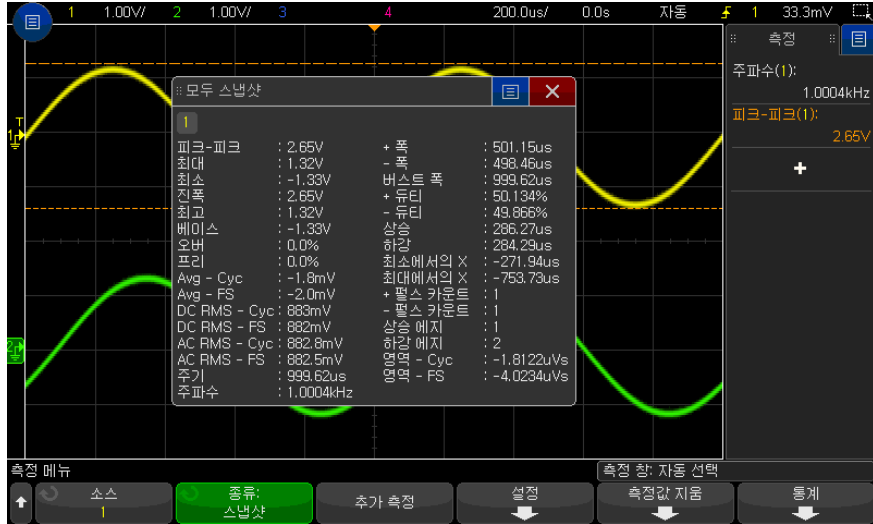 1 1.00V/ 2 1.00V/ 3 4 200.0us/ 0.0s 자동 1 33.3mV
측정
주파수(1):
1.0004kHz
피크-피크(1):
2.65V
T
1
2
모두 스냅샷
1
피크-피크 : 2.65V + 폭 : 501.15us
최대 : 1.32V - 폭 : 498.46us
최소 : -1.33V 버스트 폭 : 999.62us
진폭 : 2.65V + 듀티 : 50.134%
최고 : 1.32V - 듀티 : 49.866%
베이스 : -1.33V 상승 : 286.27us
오버 : 0.0% 하강 : 284.29us
프리 : 0.0% 최소에서의 X : -271.94us
Avg - Cyc : -1.8mV 최대에서의 X : -753.73us
Avg - FS : -2.0mV + 펄스 카운트 : 1
DC RMS - Cyc : 883mV - 펄스 카운트 : 1
DC RMS - FS : 882mV 상승 에지 : 1
AC RMS - Cyc : 882.8mV 하강 에지 : 2
AC RMS - FS : 882.5mV 영역 - Cyc : -1.8122uVs
주기 : 999.62us 영역 - FS : -4.0234uVs
주파수 : 1.0004kHz
측정 메뉴
측정 창: 자동 선택
소스
1
종류:
스냅샷
추가 측정
설정
측정값 지움
통계